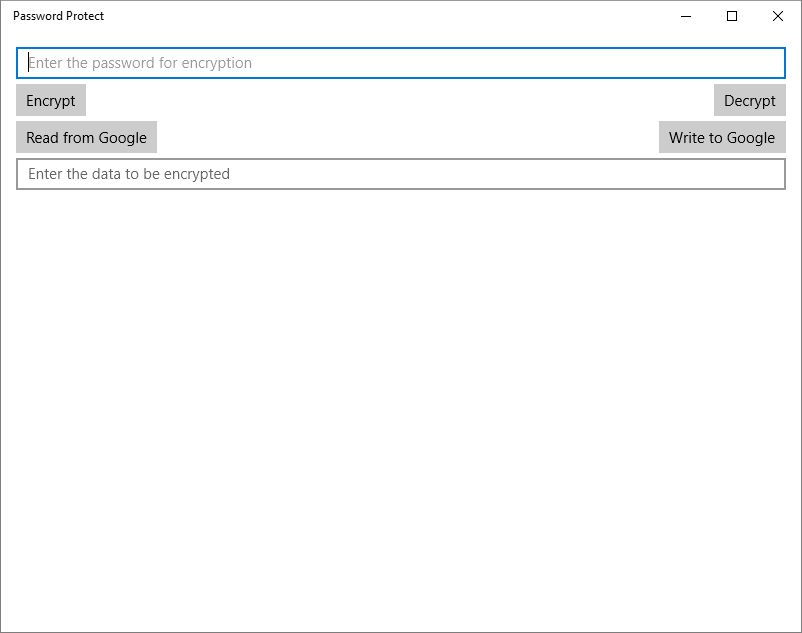 Password Protect
Enter the password for encryption
Encrypt Decrypt
Read from Google Write to Google
Enter the data to be encrypted